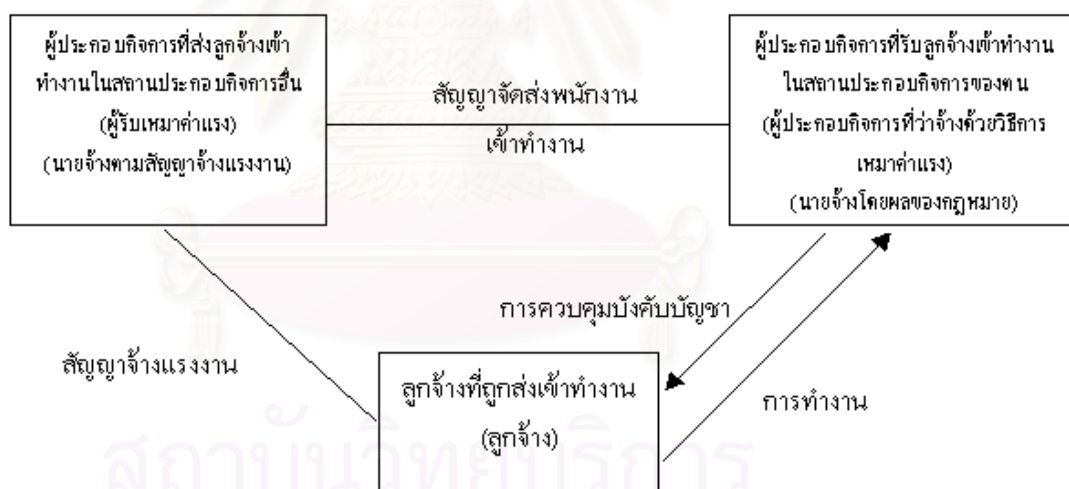 ผู้ประกอบกิจการที่ส่งลูกจ้างเข้า
ทำงานในสถานประกอบกิจการอื่น
(ผู้รับเหมาค่าแรง)
(นายจ้างตามสัญญาจ้างแรงงาน)
สัญญาจัดส่งพนักงาน
เข้าทำงาน
ผู้ประกอบกิจการที่รับลูกจ้างเข้าทำงาน
ในสถานประกอบกิจการของตน
(ผู้ประกอบกิจการที่ว่าจ้างด้วยวิธีการ
เหมาค่าแรง)
(นายจ้างโดยผลของกฎหมาย)
การควบคุมบังคับบัญชา
สัญญาจ้างแรงงาน
ลูกจ้างที่ถูกส่งเข้าทำงาน
(ลูกจ้าง)
การทำงาน
สถาบันวิทยบริการ